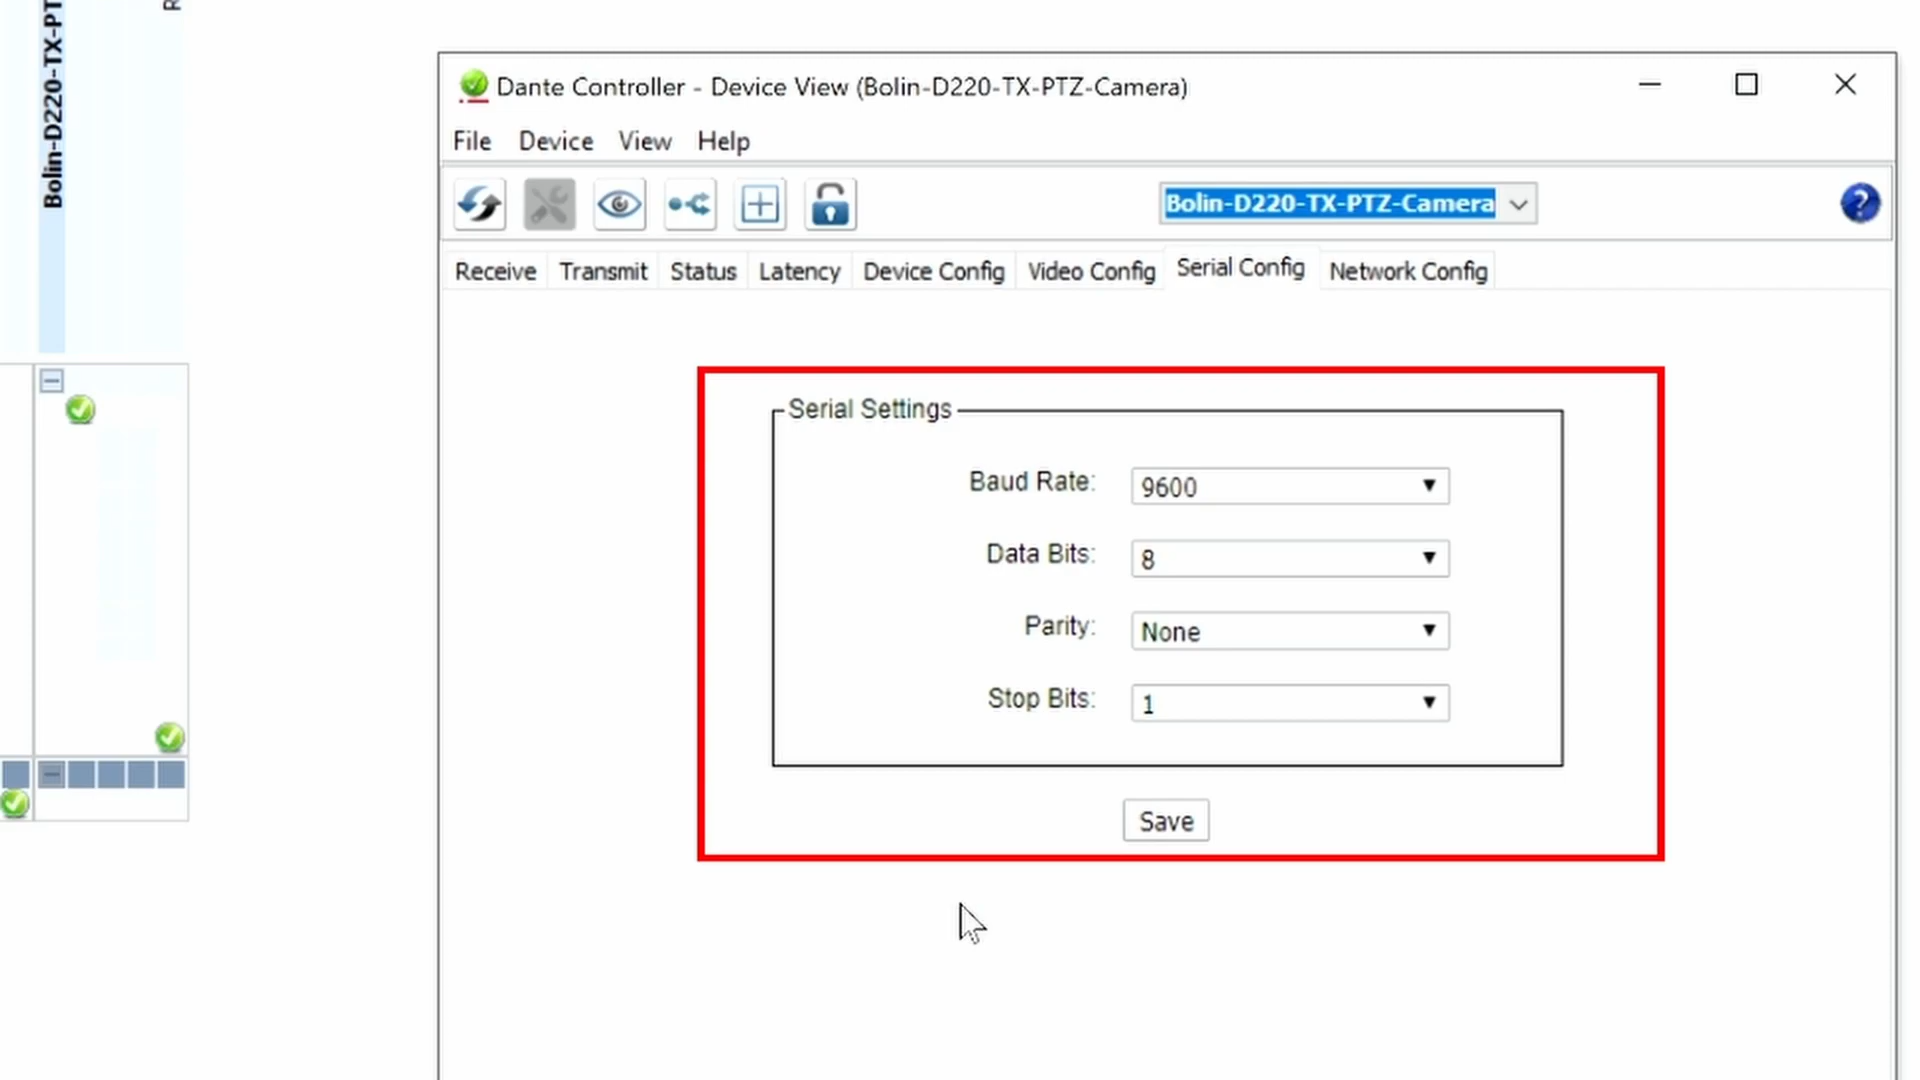 Bolin-D220-TX-PT
R
Dante Controller - Device View (Bolin-D220-TX-PTZ-Camera)
File Device View Help
Bolin-D220-TX-PTZ-Camera
?
Receive Transmit Status Latency Device Config Video Config Serial Config Network Config
Serial Settings
Baud Rate: 9600
Data Bits: 8
Parity: None
Stop Bits: 1
Save